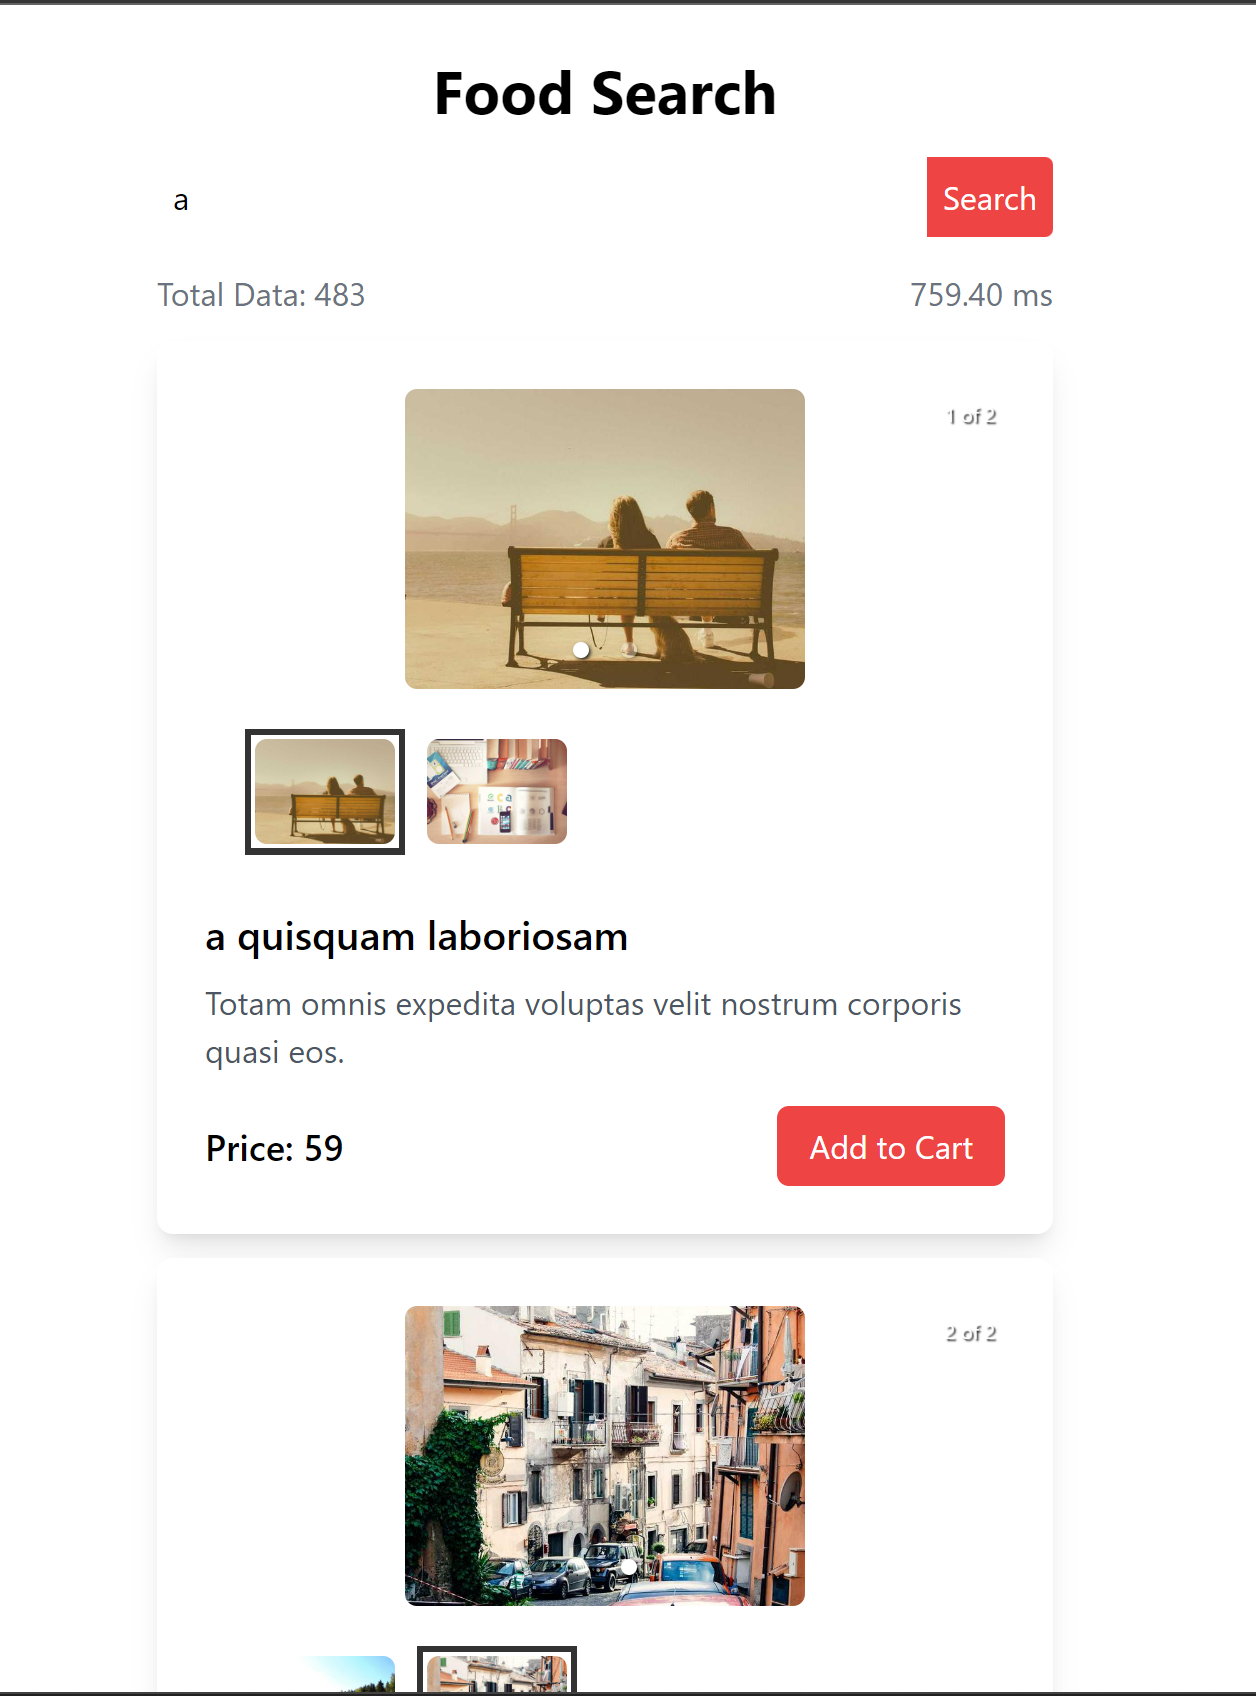 Food Search
a
Search
Total Data: 483
759.40 ms
1 of 2
a quisquam laboriosam
Totam omnis expedita voluptas velit nostrum corporis
quasi eos.
Price: 59
Add to Cart
2 of 2